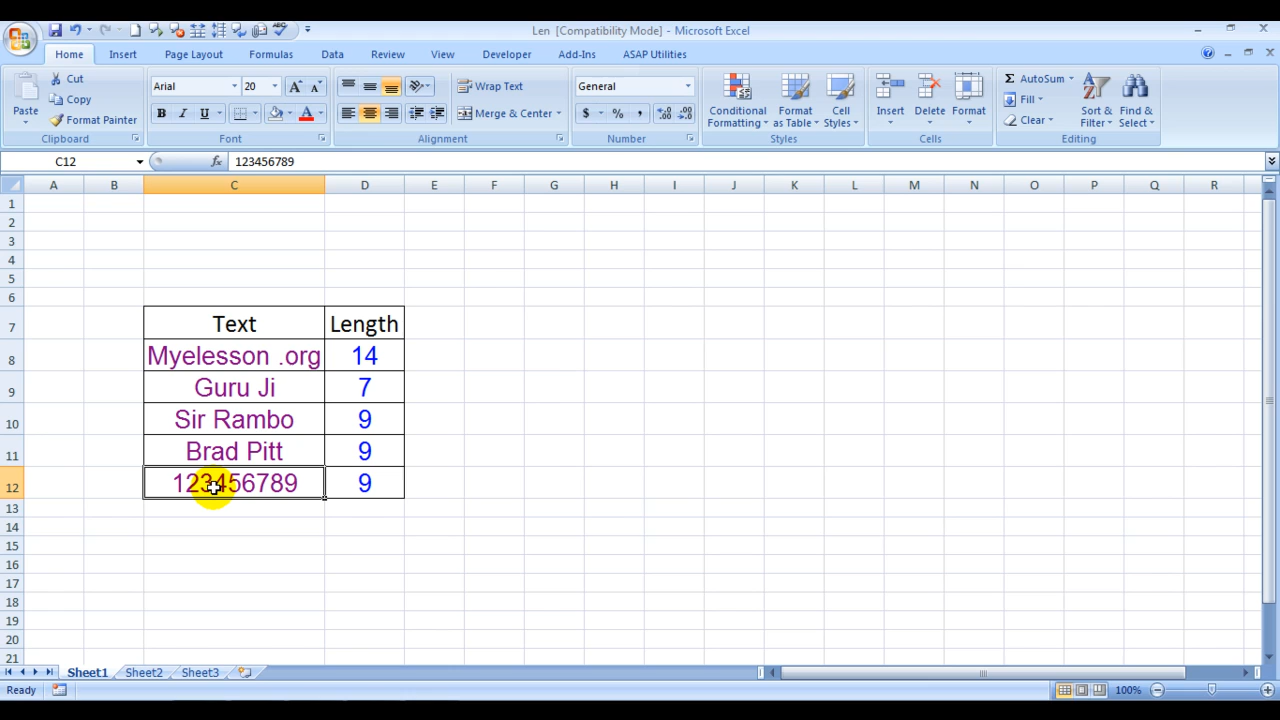 Len [Compatibility Mode] - Microsoft Excel
Home Insert Page Layout Formulas Data Review View Developer Add-Ins ASAP Utilities
Paste Cut Copy Format Painter
Clipboard
Arial 20 A A
B I U A
Font
Wrap Text
Merge & Center
Alignment
General
$ % ,
Number
Conditional Formatting Format as Table Cell Styles
Styles
Insert Delete Format
Cells
Σ AutoSum Fill Clear Sort & Filter Find & Select
Editing
C12 fx 123456789
A B C D E F G H I J K L M N O P Q R
1
2
3
4
5
6
7 Text Length
8 Myelesson .org 14
9 Guru Ji 7
10 Sir Rambo 9
11 Brad Pitt 9
12 123456789 9
13
14
15
16
17
18
19
20
21
Sheet1 Sheet2 Sheet3
Ready 100%